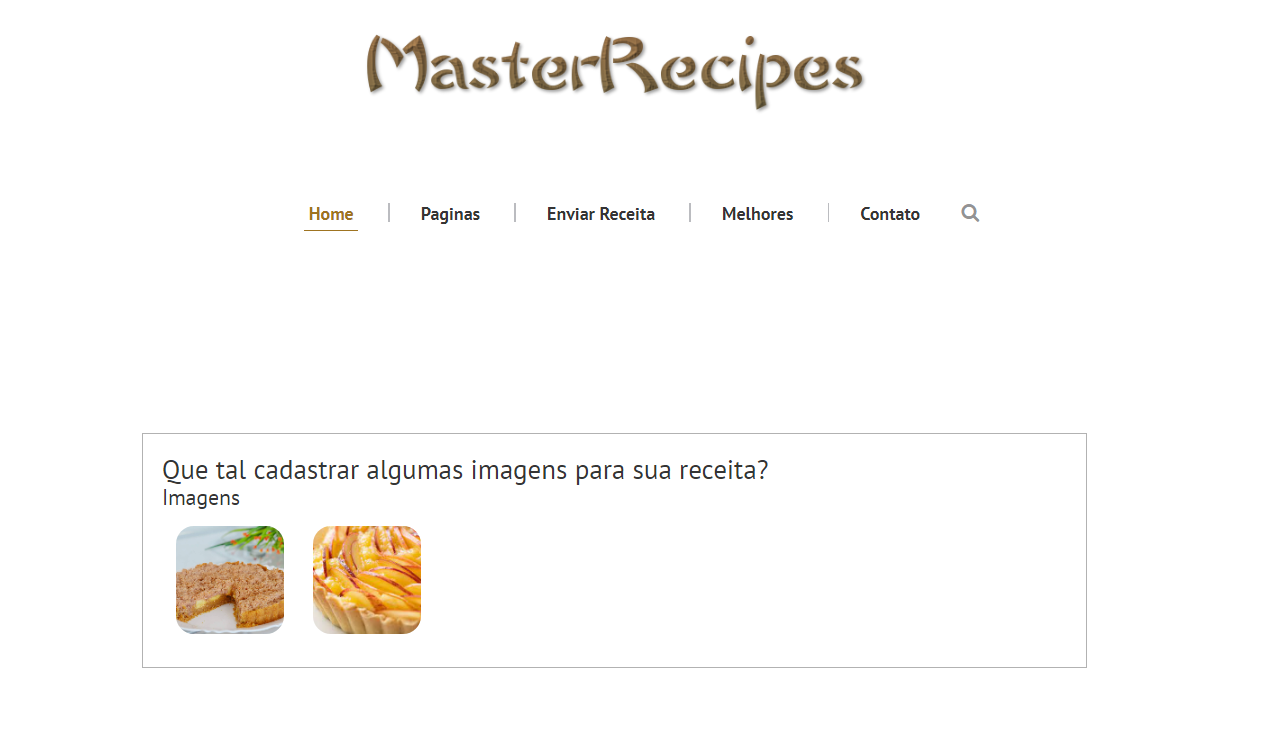 MasterRecipes
Home Paginas Enviar Receita Melhores Contato
Que tal cadastrar algumas imagens para sua receita?
Imagens